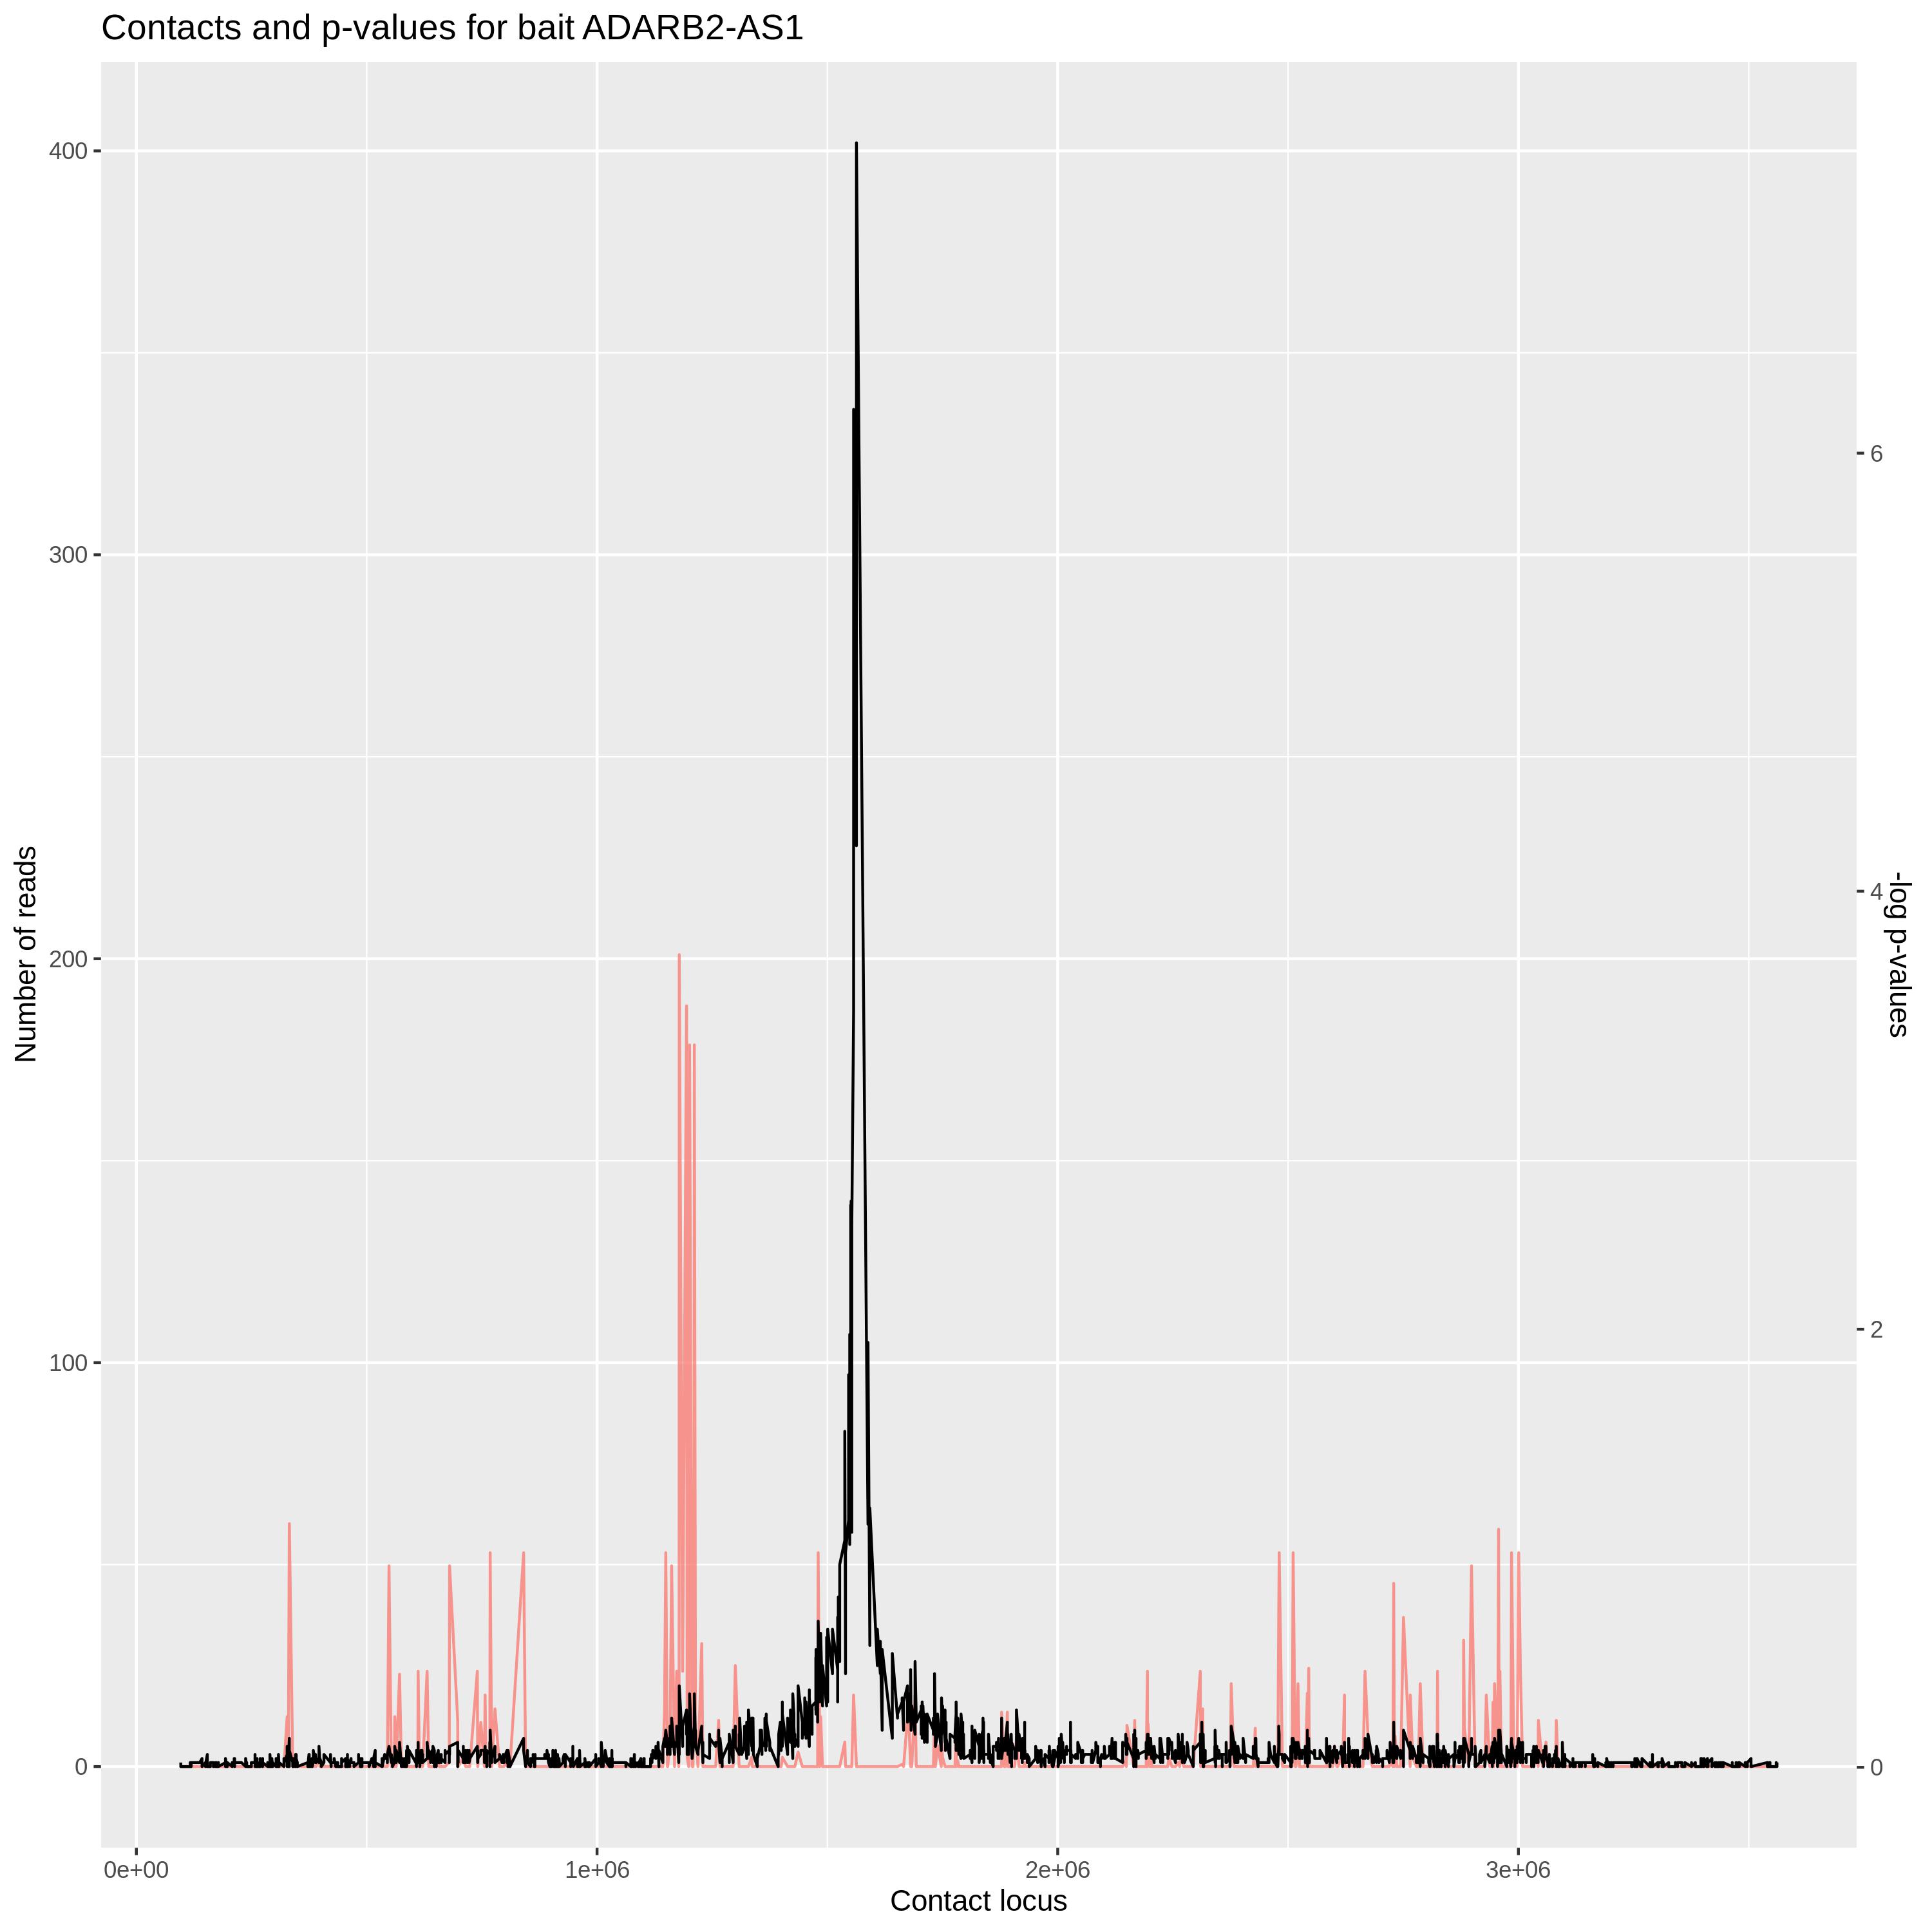 Contacts and p-values for bait ADARB2-AS1
400
300
200
100
0
Number of reads
6
4
2
0
-log p-values
0e+00
1e+06
2e+06
3e+06
Contact locus